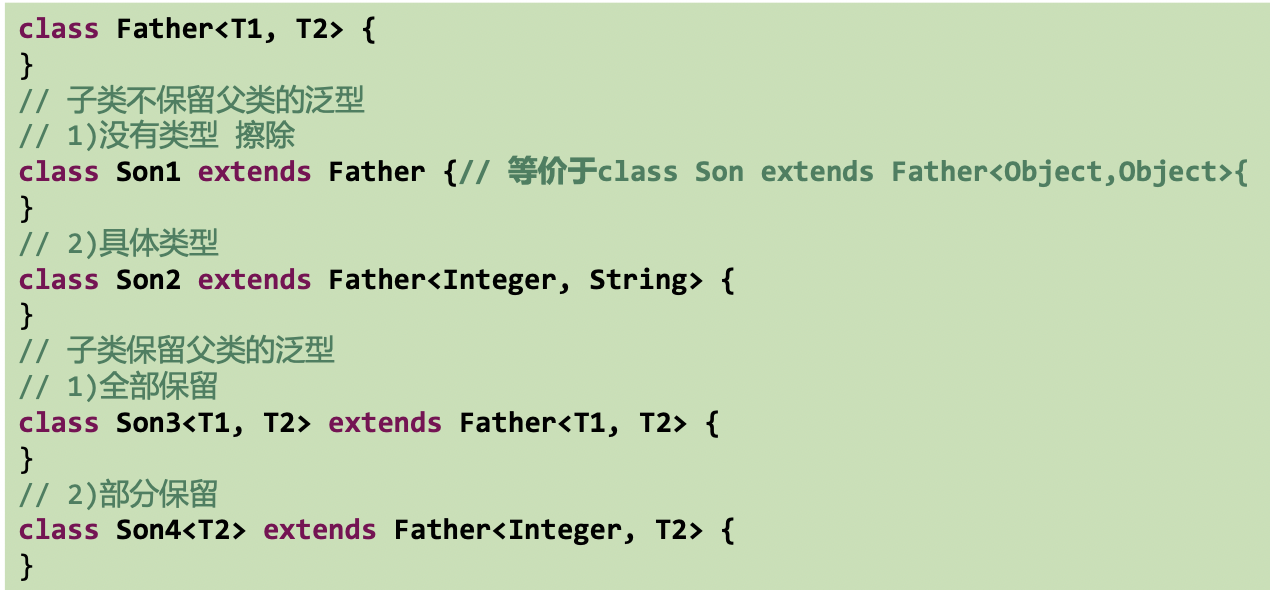 class Father<T1, T2> {
}
// 子类不保留父类的泛型
// 1)没有类型 擦除
class Son1 extends Father {// 等价于class Son extends Father<Object,Object>{
}
// 2)具体类型
class Son2 extends Father<Integer, String> {
}
// 子类保留父类的泛型
// 1)全部保留
class Son3<T1, T2> extends Father<T1, T2> {
}
// 2)部分保留
class Son4<T2> extends Father<Integer, T2> {
}